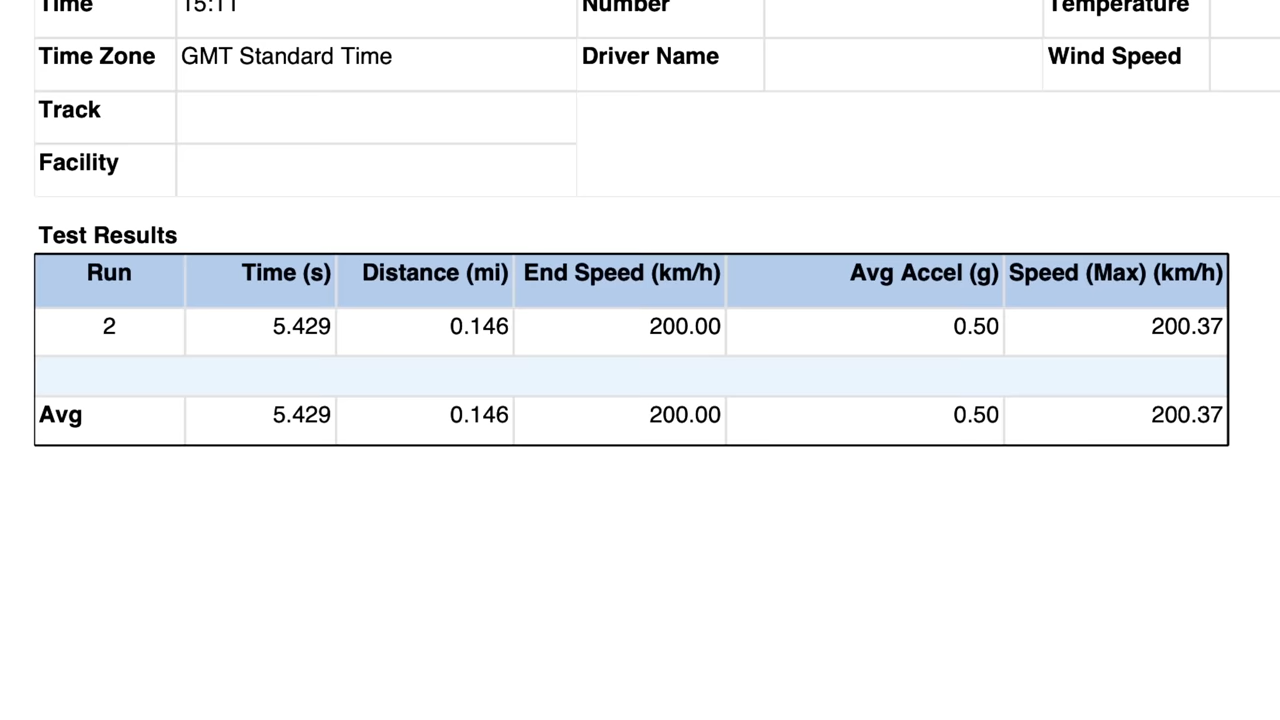 Time 15:11 Number Temperature
Time Zone GMT Standard Time Driver Name Wind Speed
Track
Facility
Test Results
Run Time (s) Distance (mi) End Speed (km/h) Avg Accel (g) Speed (Max) (km/h)
2 5.429 0.146 200.00 0.50 200.37
Avg 5.429 0.146 200.00 0.50 200.37